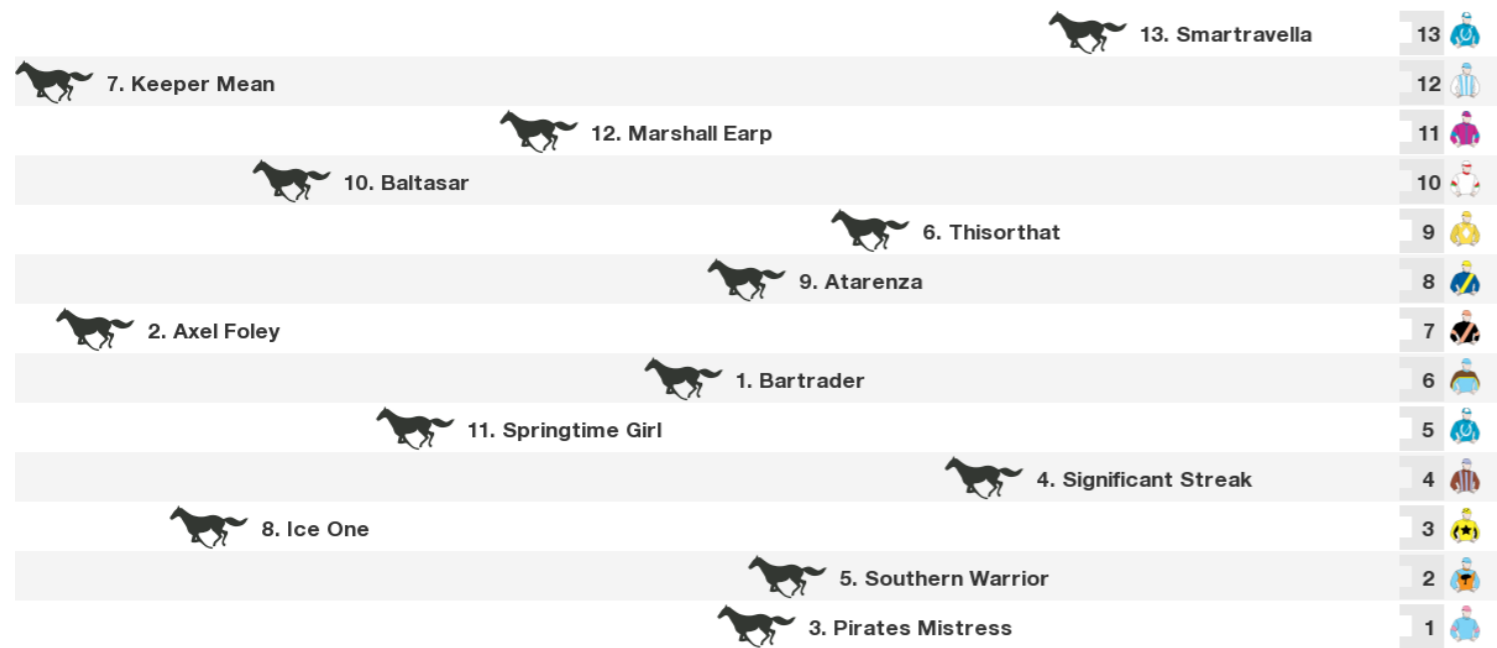 13. Smartravella 13
7. Keeper Mean 12
12. Marshall Earp 11
10. Baltasar 10
6. Thisorthat 9
9. Atarenza 8
2. Axel Foley 7
1. Bartrader 6
11. Springtime Girl 5
4. Significant Streak 4
8. Ice One 3
5. Southern Warrior 2
3. Pirates Mistress 1